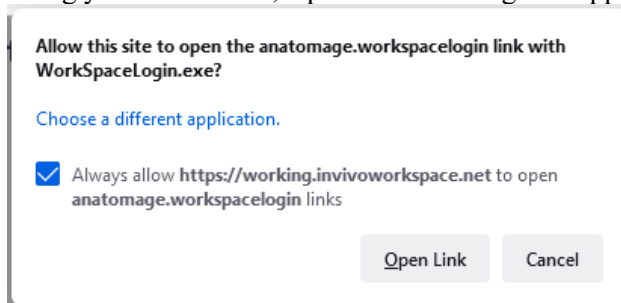 Allow this site to open the anatomage.workspacelogin link with
WorkSpaceLogin.exe?
Choose a different application.
Always allow https://working.invivoworkspace.net to open
anatomage.workspacelogin links
Open Link Cancel